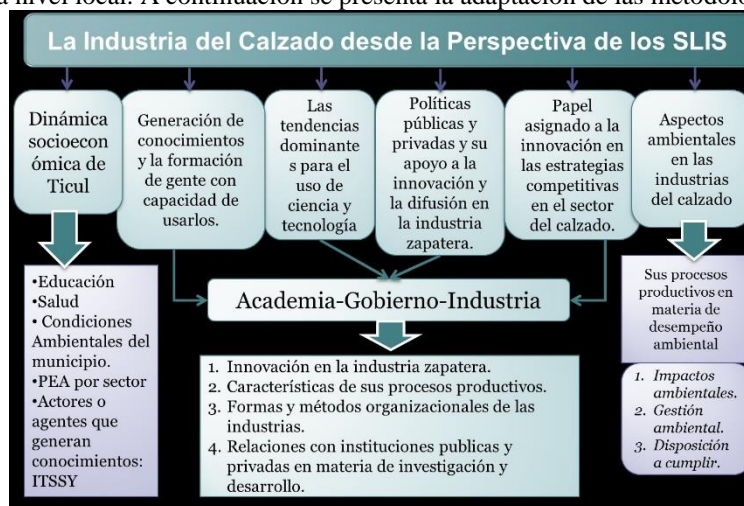 a nivel local. A continuación se presenta la adaptación de las metodolo
La Industria del Calzado desde la Perspectiva de los SLIS
Dinámica
socioecon
ómica de
Ticul
Generación de
conocimientos
y la formación
de gente con
capacidad de
usarlos.
Las
tendencias
dominante
s para el
uso de
ciencia y
tecnología
Políticas
públicas y
privadas y su
apoyo a la
innovación y
la difusión en
la industria
zapatera.
Papel
asignado a la
innovación en
las estrategias
competitivas
en el sector
del calzado.
Aspectos
ambientales
en las
industrias
del calzado
•Educación
•Salud
• Condiciones
Ambientales del
municipio.
•PEA por sector
•Actores o
agentes que
generan
conocimientos:
ITSSY
Academia-Gobierno-Industria
1. Innovación en la industria zapatera.
2. Características de sus procesos productivos.
3. Formas y métodos organizacionales de las
industrias.
4. Relaciones con instituciones publicas y
privadas en materia de investigación y
desarrollo.
Sus procesos
productivos en
materia de
desempeño
ambiental
1. Impactos
ambientales.
2. Gestión
ambiental.
3. Disposición
a cumplir.